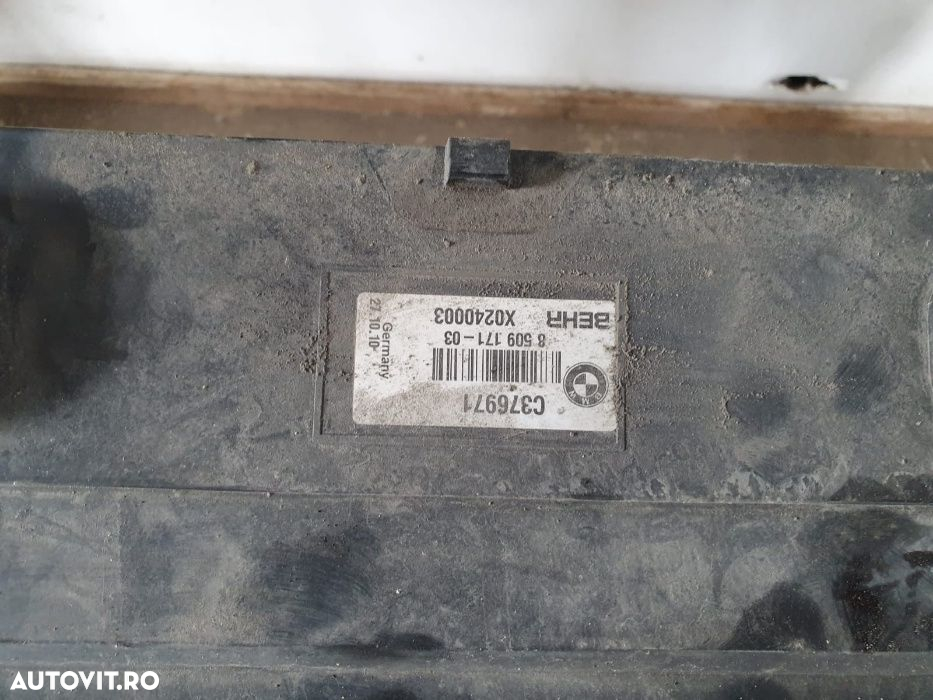 C376971
8 509 171-03
BEHR X0240003
Germany
27.10.10
AUTOVIT.RO